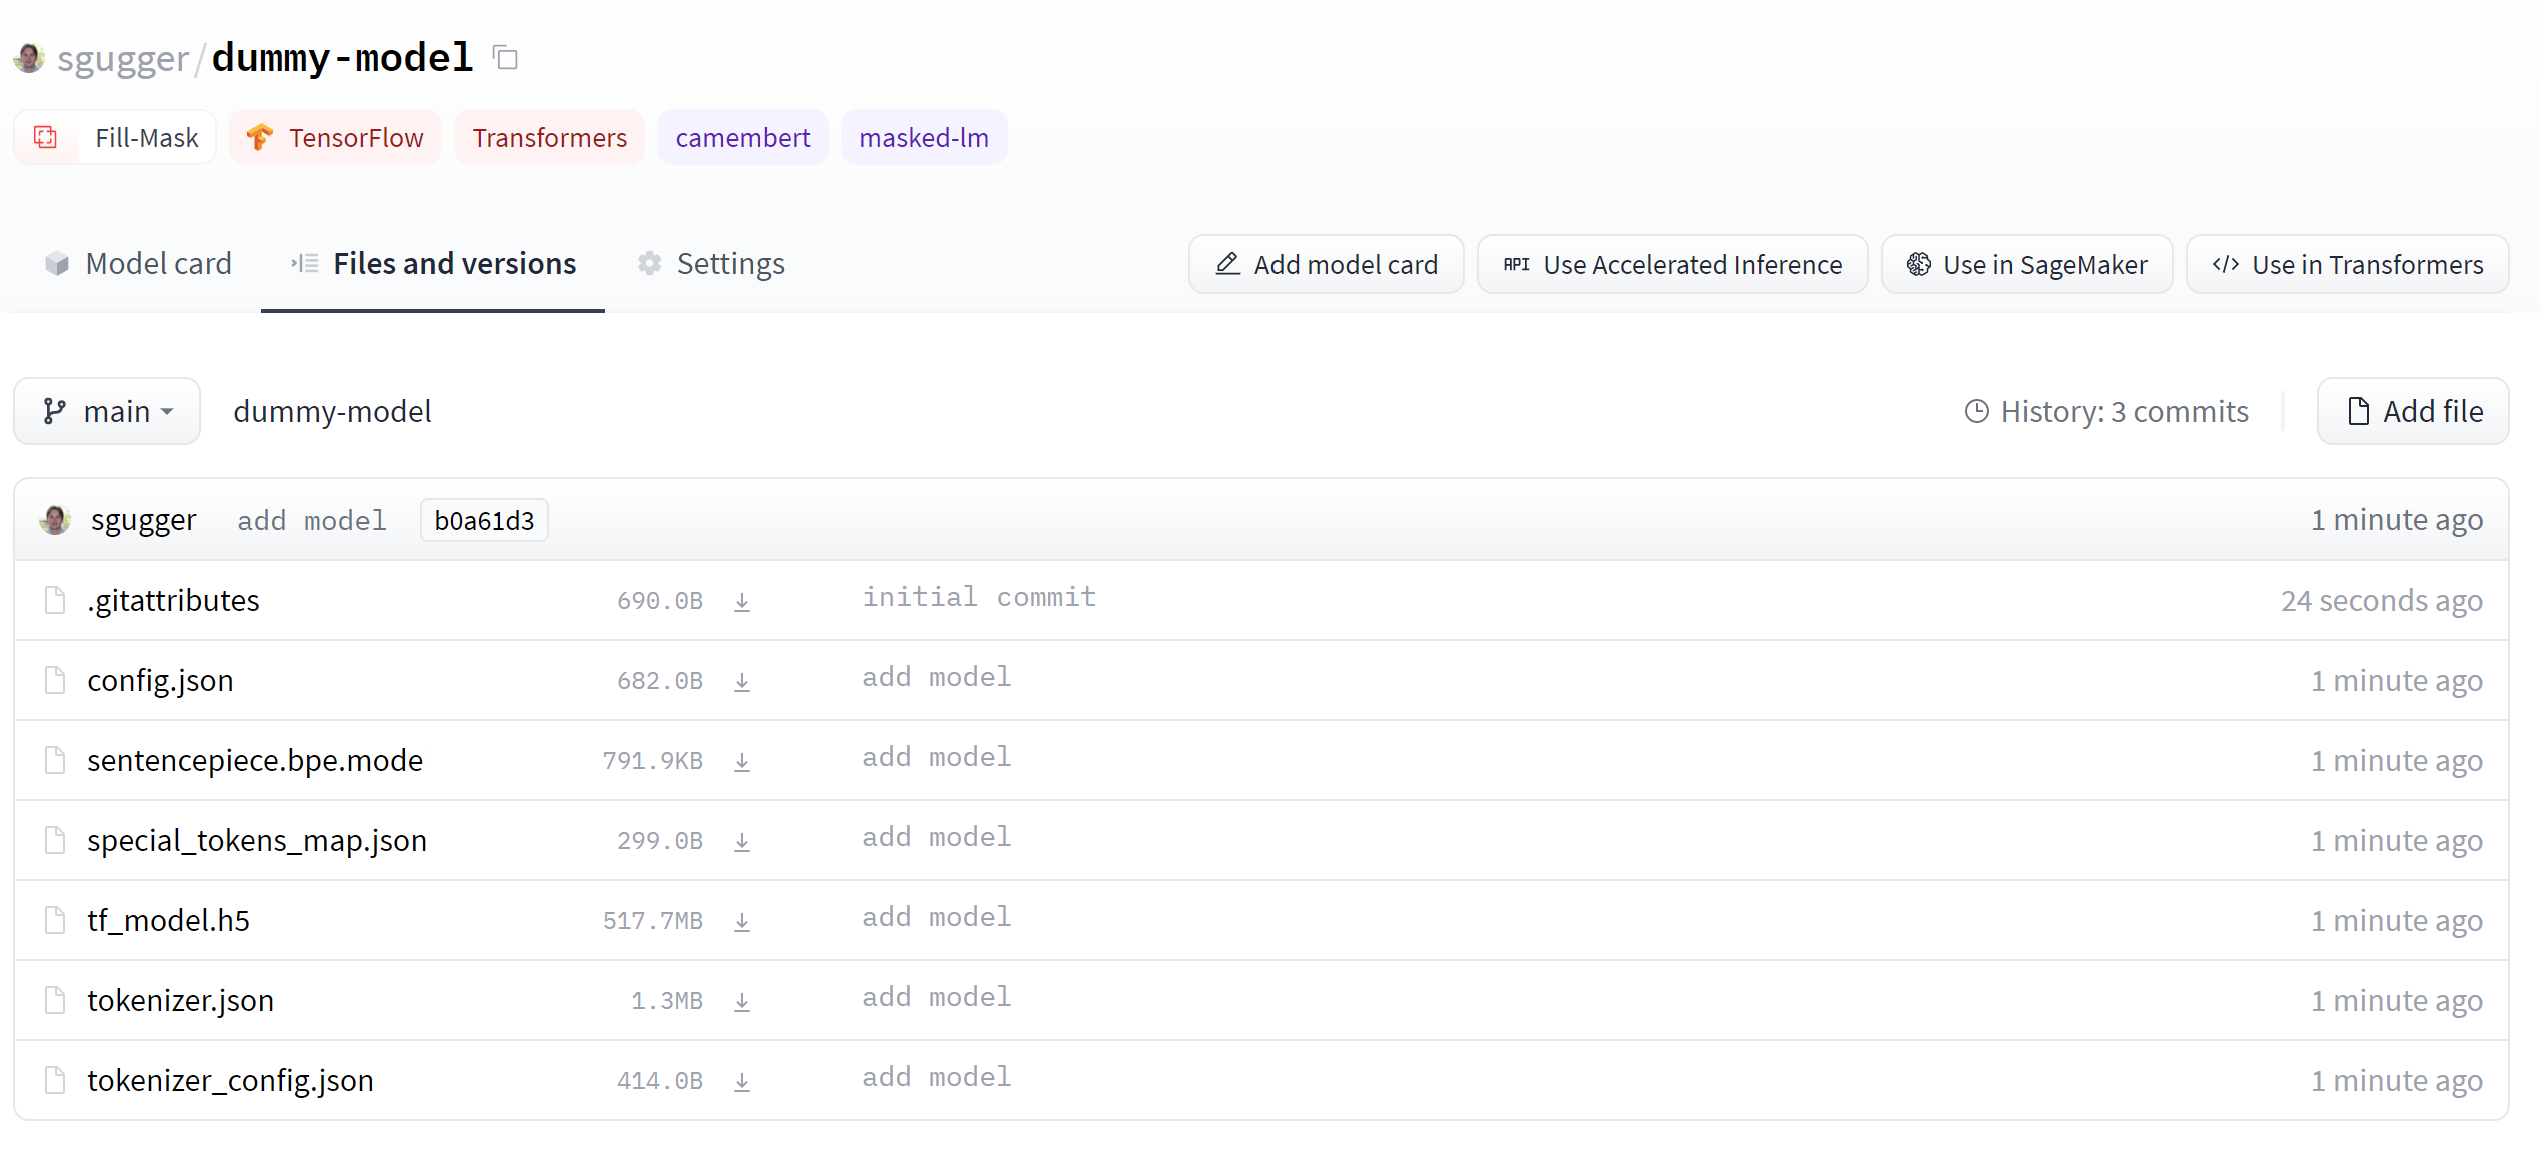 sgugger/dummy-model
Fill-Mask TensorFlow Transformers camembert masked-lm
Model card Files and versions Settings Add model card API Use Accelerated Inference Use in SageMaker </> Use in Transformers
main dummy-model History: 3 commits Add file
sgugger add model b0a61d3 1 minute ago
.gitattributes 690.0B initial commit 24 seconds ago
config.json 682.0B add model 1 minute ago
sentencepiece.bpe.mode 791.9KB add model 1 minute ago
special_tokens_map.json 299.0B add model 1 minute ago
tf_model.h5 517.7MB add model 1 minute ago
tokenizer.json 1.3MB add model 1 minute ago
tokenizer_config.json 414.0B add model 1 minute ago